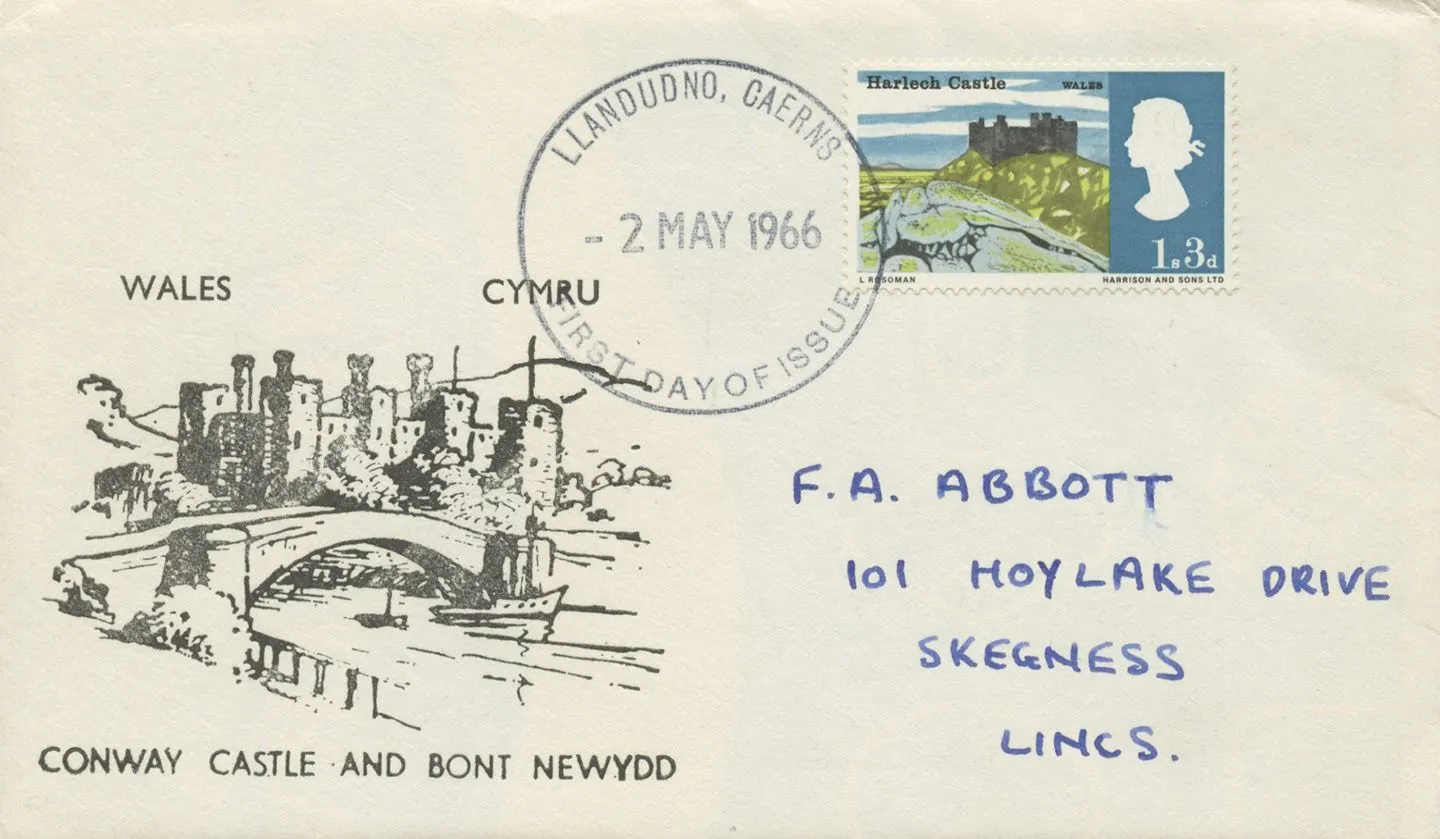 LLANDUDNO, CAERNS
- 2 MAY 1966
FIRST DAY OF ISSUE
Harlech Castle WALES
1s 3d
L ROSOMAN HARRISON AND SONS LTD
WALES CYMRU
CONWAY CASTLE AND BONT NEWYDD
F. A. ABBOTT
101 HOYLAKE DRIVE
SKEGNESS
LINCS.